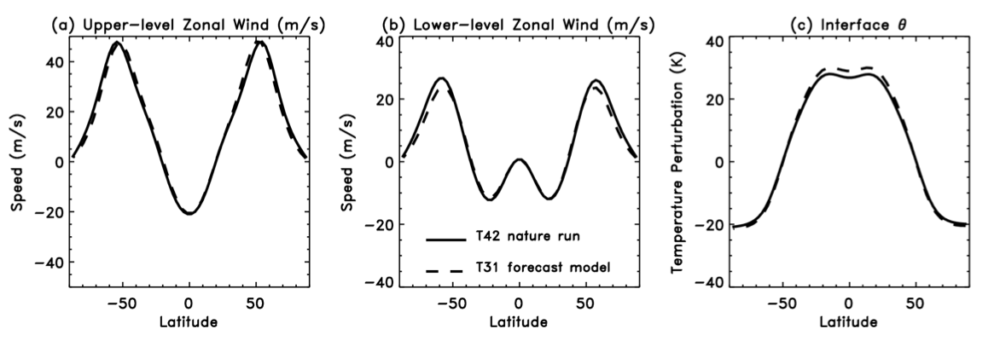 (a) Upper-level Zonal Wind (m/s)
40
20
0
-20
-40
Speed (m/s)
-50 0 50
Latitude
(b) Lower-level Zonal Wind (m/s)
40
20
0
-20
-40
Speed (m/s)
T42 nature run
T31 forecast model
-50 0 50
Latitude
(c) Interface θ
40
20
0
-20
-40
Temperature Perturbation (K)
-50 0 50
Latitude